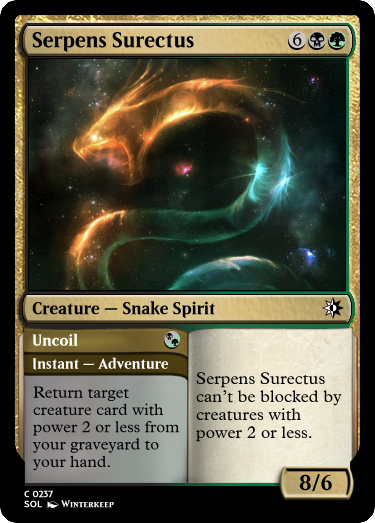 Serpens Surectus 6
Creature — Snake Spirit
Uncoil
Instant — Adventure
Return target
creature card with
power 2 or less from
your graveyard to
your hand.
Serpens Surectus
can't be blocked by
creatures with
power 2 or less.
8/6
C 0237
SOL Winterkeep